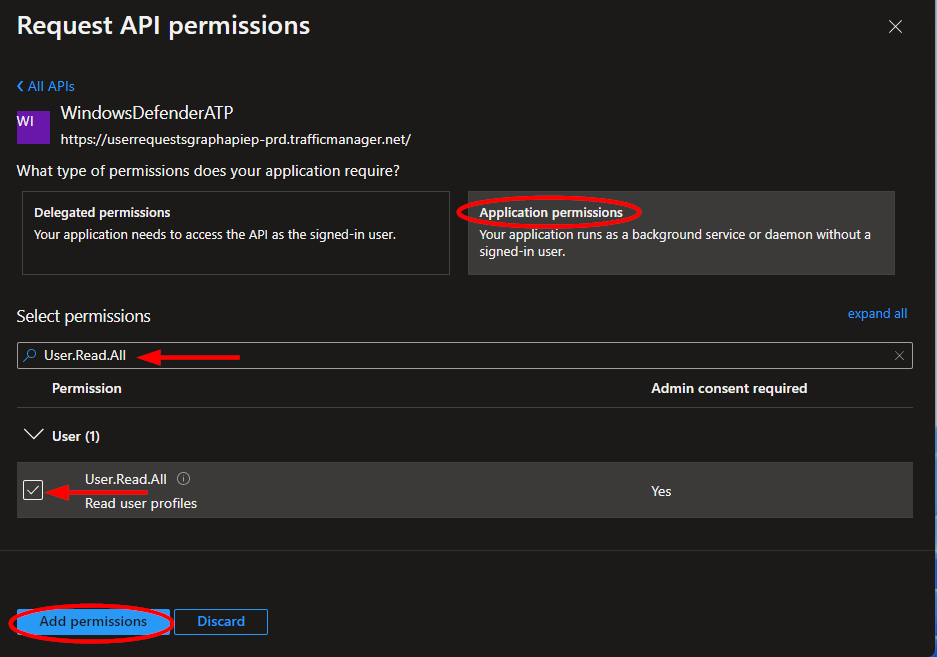 Request API permissions
All APIs
WI
WindowsDefenderATP
https://userrequestsgraphapiep-prd.trafficmanager.net/
What type of permissions does your application require?
Delegated permissions
Your application needs to access the API as the signed-in user.
Application permissions
Your application runs as a background service or daemon without a
signed-in user.
Select permissions
expand all
User.Read.All
Permission
Admin consent required
User (1)
User.Read.All
Read user profiles
Yes
Add permissions
Discard